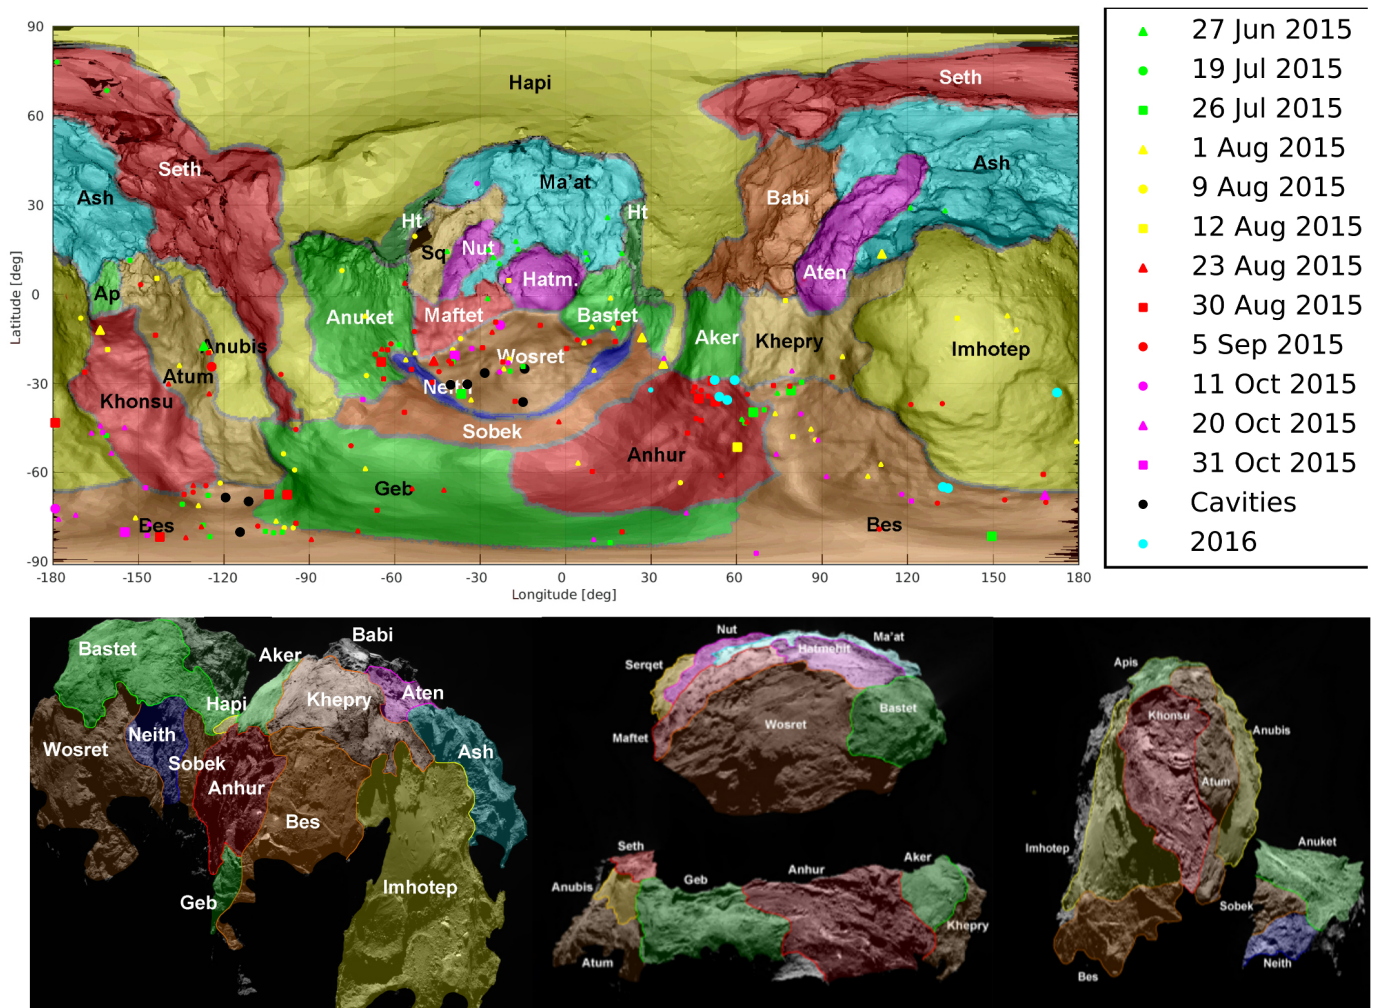 90
60
30
0
-30
-60
-90
Latitude [deg]
-180
-150
-120
-90
-60
-30
0
30
60
90
120
150
180
Longitude [deg]
Hapi
Seth
Seth
Ash
Ma'at
Ash
Babi
Ht
Ht
Sq
Nut
Hatm.
Aten
Ap
Anuket
Maftet
Bastet
Aker
Khepry
Imhotep
Anubis
Wosret
Atum
Khonsu
Neith
Sobek
Anhur
Geb
Bes
Bes
27 Jun 2015
19 Jul 2015
26 Jul 2015
1 Aug 2015
9 Aug 2015
12 Aug 2015
23 Aug 2015
30 Aug 2015
5 Sep 2015
11 Oct 2015
20 Oct 2015
31 Oct 2015
Cavities
2016
Bastet
Aker
Babi
Khepry
Aten
Hapi
Neith
Wosret
Sobek
Ash
Anhur
Bes
Imhotep
Geb
Nut
Ma'at
Hatmehit
Serqet
Wosret
Bastet
Maftet
Seth
Anubis
Geb
Anhur
Aker
Khepry
Atum
Apis
Khonsu
Anubis
Atum
Imhotep
Anuket
Sobek
Neith
Bes